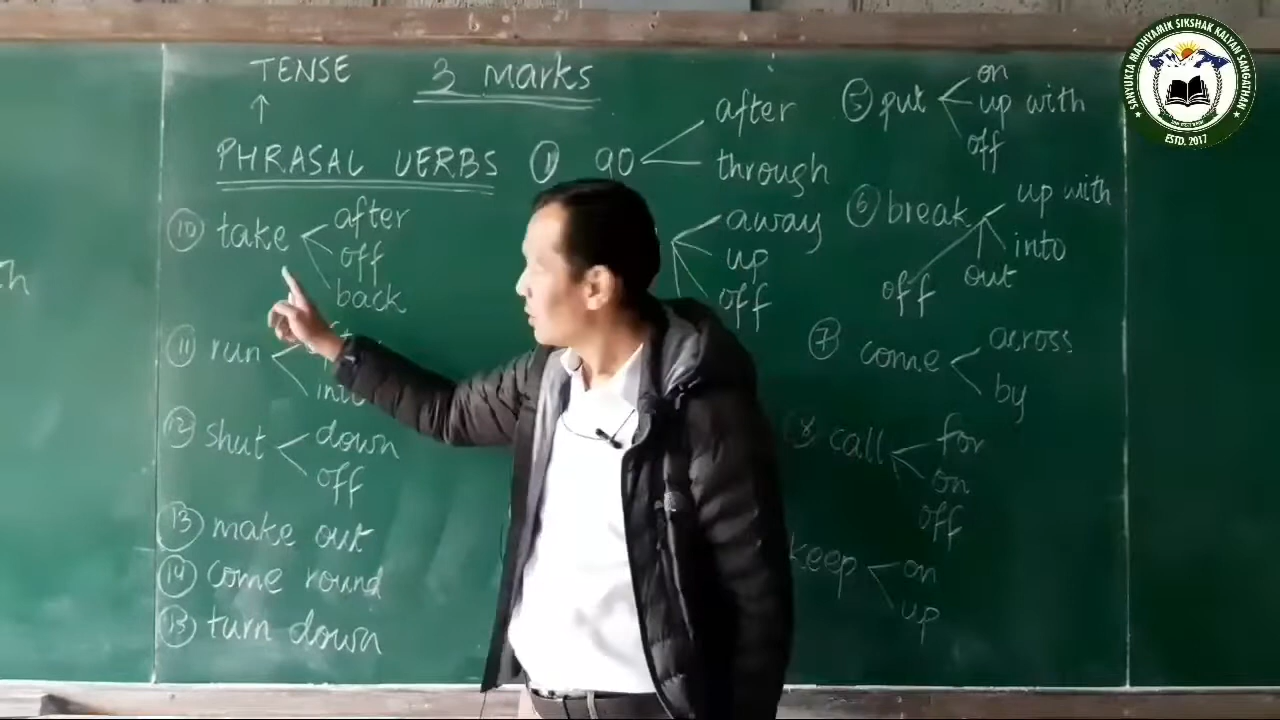 TENSE
3 marks
PHRASAL VERBS
① go
after
through
away
up
off
⑤ put
on
up with
off
⑥ break
up with
into
out
off
⑦ come
across
by
call
for
on
off
keep
on
up
⑩ take
after
off
back
⑪ run
into
⑫ shut
down
off
⑬ make out
⑭ come round
⑮ turn down
SANYUKTA MADHYAMIK SIKSHAK KALYAN SANGATHAN
ESTD. 2017